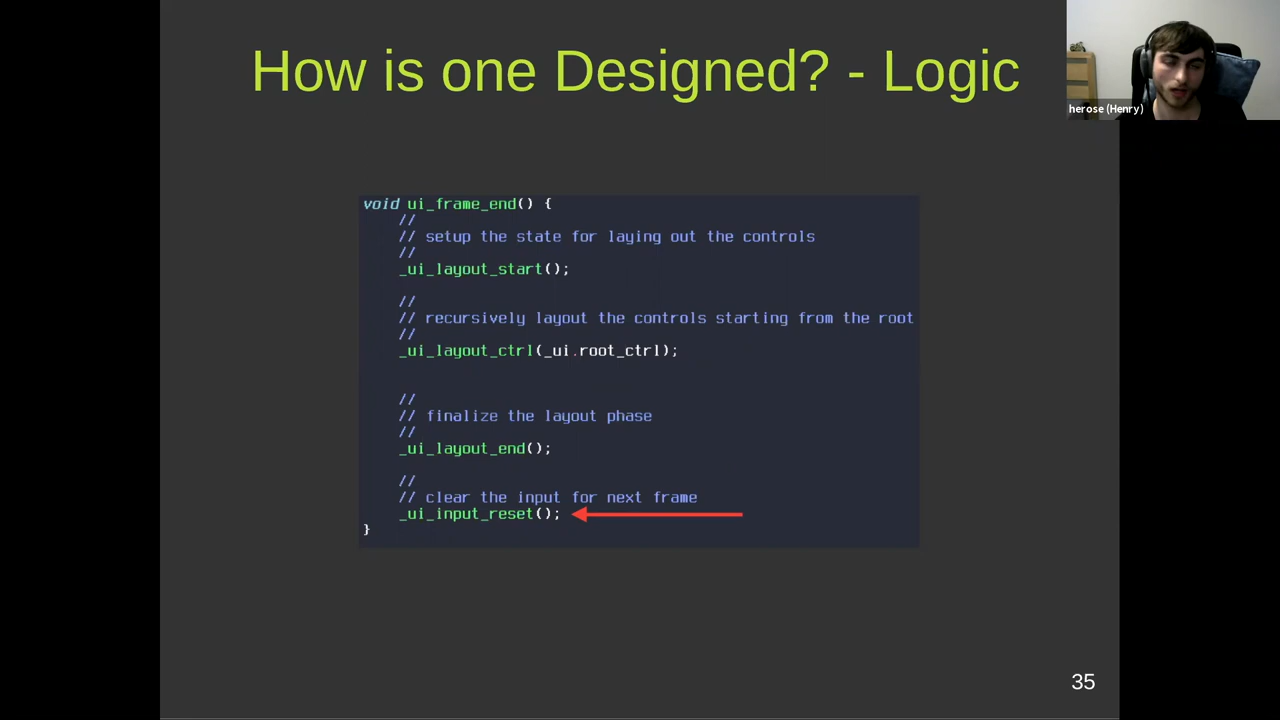 How is one Designed? - Logic
herose (Henry)
void ui_frame_end() {
//
// setup the state for laying out the controls
//
_ui_layout_start();
//
// recursively layout the controls starting from the root
//
_ui_layout_ctrl(_ui.root_ctrl);
//
// finalize the layout phase
//
_ui_layout_end();
//
// clear the input for next frame
_ui_input_reset();
}
35